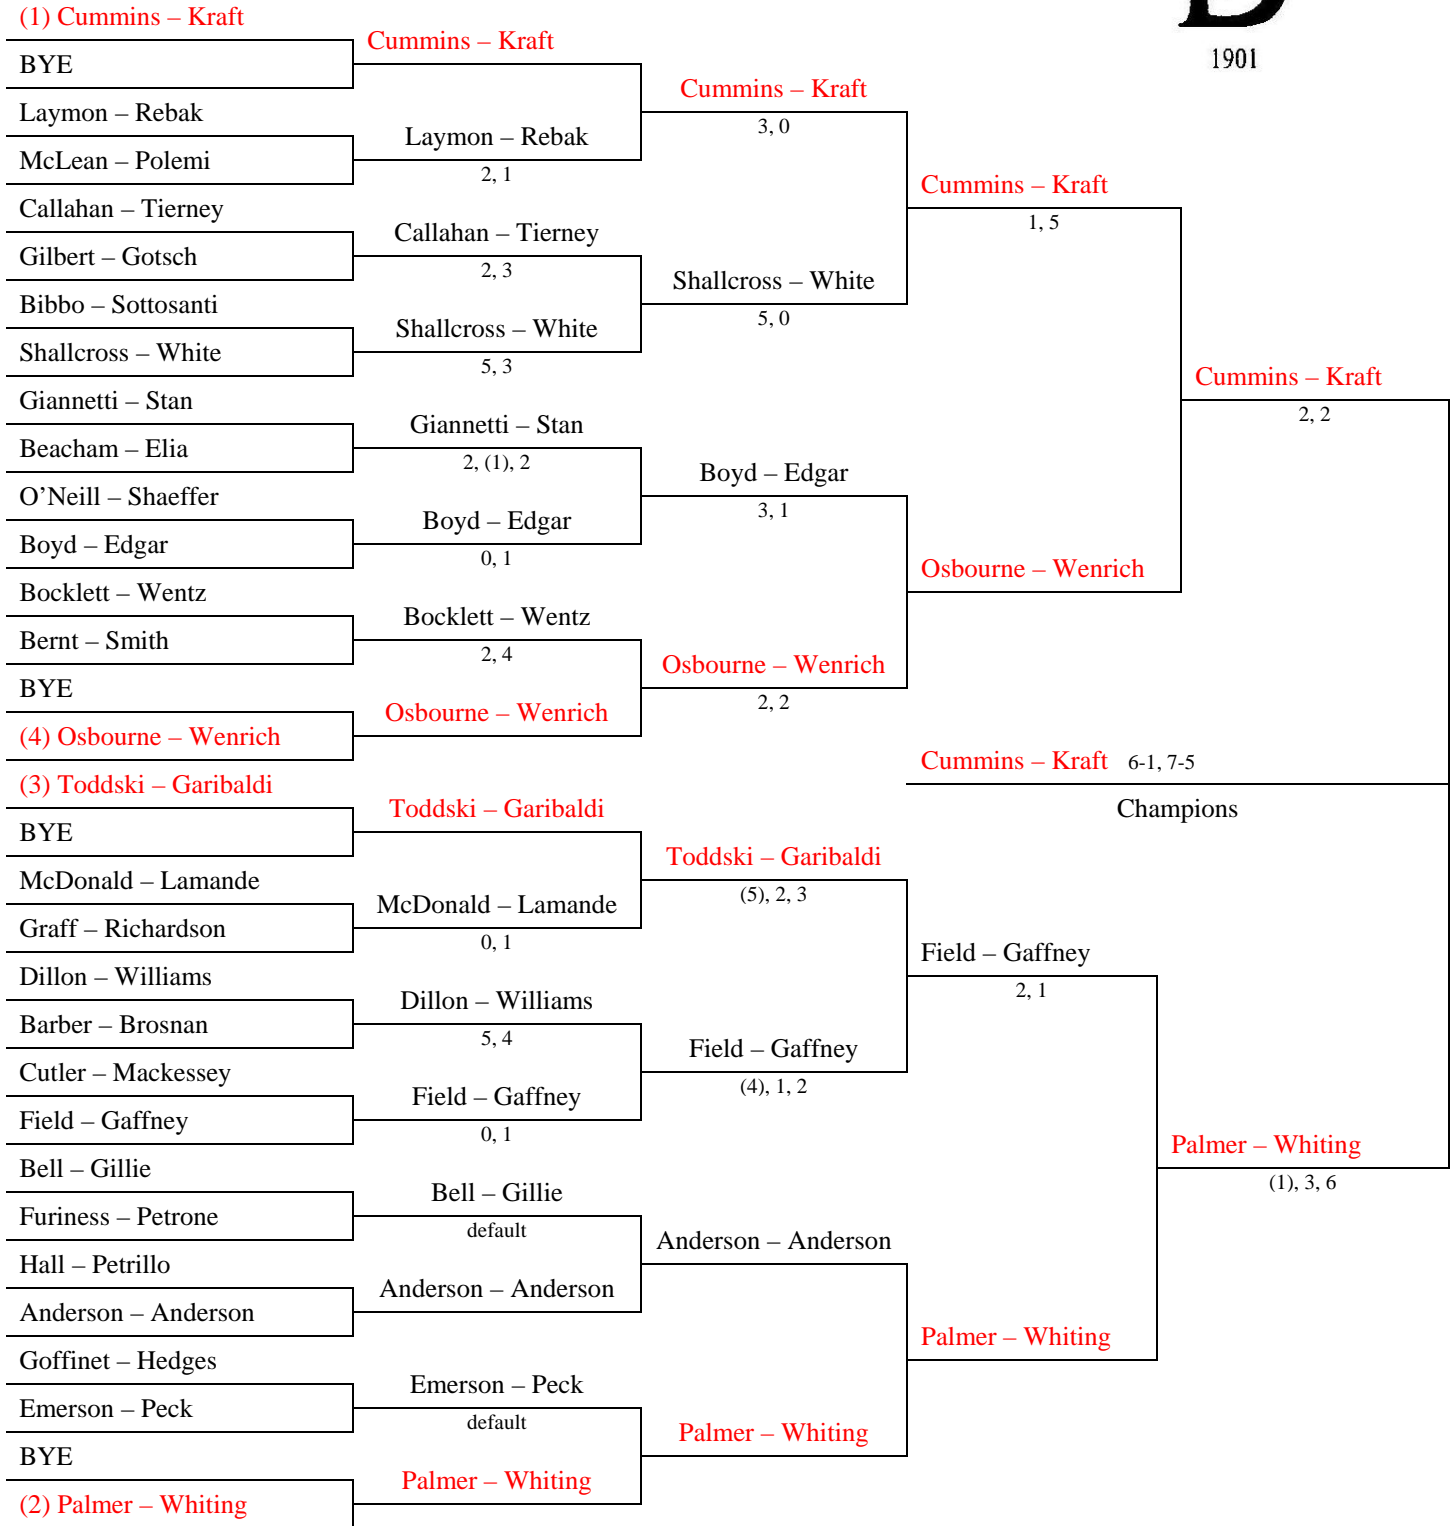 B
1901
(1) Cummins – Kraft
BYE
Laymon – Rebak
McLean – Polemi
Callahan – Tierney
Gilbert – Gotsch
Bibbo – Sottosanti
Shallcross – White
Giannetti – Stan
Beacham – Elia
O’Neill – Shaeffer
Boyd – Edgar
Bocklett – Wentz
Bernt – Smith
BYE
(4) Osbourne – Wenrich
(3) Toddski – Garibaldi
BYE
McDonald – Lamande
Graff – Richardson
Dillon – Williams
Barber – Brosnan
Cutler – Mackessey
Field – Gaffney
Bell – Gillie
Furiness – Petrone
Hall – Petrillo
Anderson – Anderson
Goffinet – Hedges
Emerson – Peck
BYE
(2) Palmer – Whiting
Cummins – Kraft
Laymon – Rebak
2, 1
Callahan – Tierney
2, 3
Shallcross – White
5, 3
Giannetti – Stan
2, (1), 2
Boyd – Edgar
0, 1
Bocklett – Wentz
2, 4
Osbourne – Wenrich
Toddski – Garibaldi
McDonald – Lamande
0, 1
Dillon – Williams
5, 4
Field – Gaffney
0, 1
Bell – Gillie
default
Anderson – Anderson
Emerson – Peck
default
Palmer – Whiting
Cummins – Kraft
3, 0
Shallcross – White
5, 0
Boyd – Edgar
3, 1
Osbourne – Wenrich
2, 2
Toddski – Garibaldi
(5), 2, 3
Field – Gaffney
(4), 1, 2
Anderson – Anderson
Palmer – Whiting
Cummins – Kraft
1, 5
Osbourne – Wenrich
Field – Gaffney
2, 1
Palmer – Whiting
Cummins – Kraft
2, 2
Palmer – Whiting
(1), 3, 6
Cummins – Kraft 6-1, 7-5
Champions